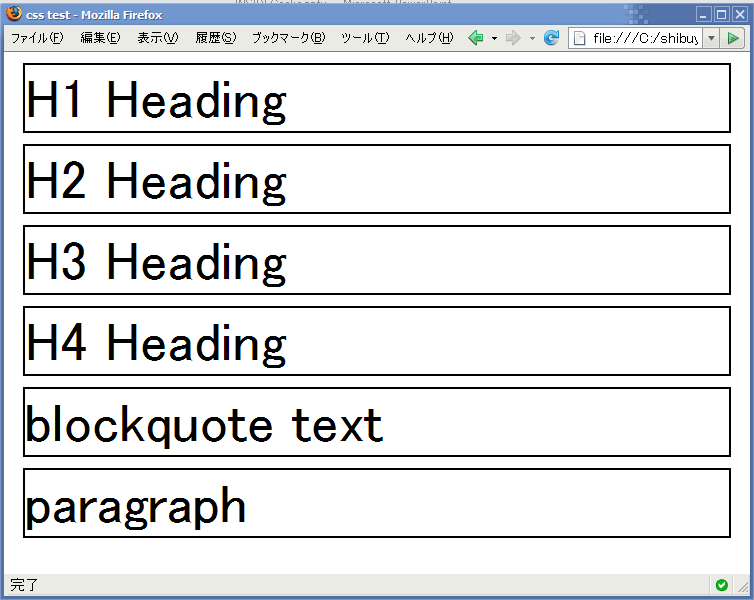 css test - Mozilla Firefox
ファイル(F) 編集(E) 表示(V) 履歴(S) ブックマーク(B) ツール(T) ヘルプ(H) file:///C:/shibuy
H1 Heading
H2 Heading
H3 Heading
H4 Heading
blockquote text
paragraph
完了